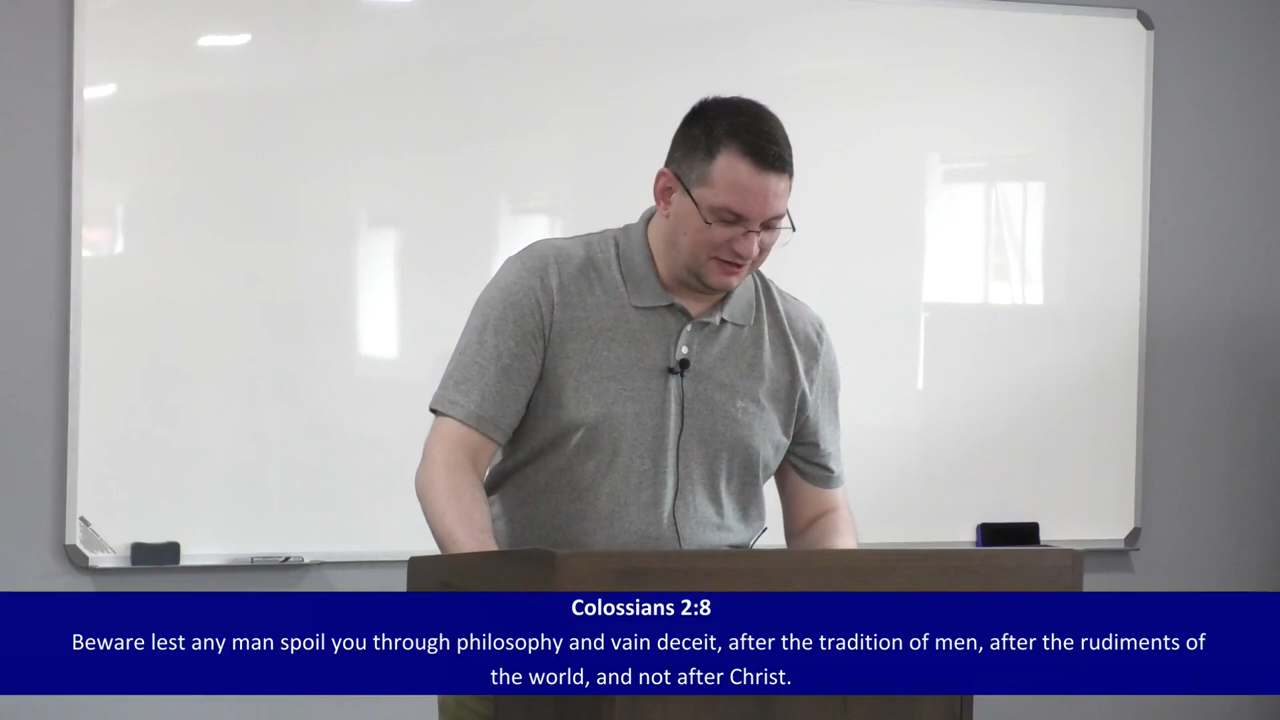 Colossians 2:8
Beware lest any man spoil you through philosophy and vain deceit, after the tradition of men, after the rudiments of
the world, and not after Christ.